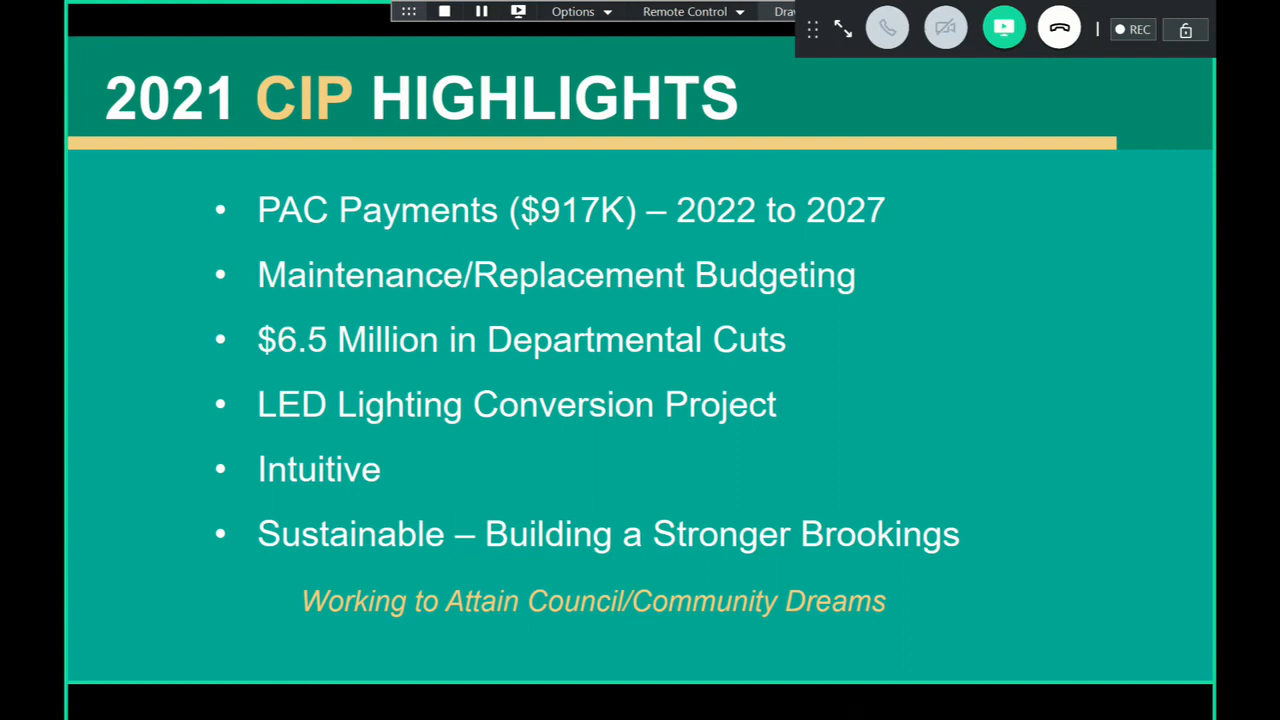 Options
Remote Control
REC
2021 CIP HIGHLIGHTS
• PAC Payments ($917K) – 2022 to 2027
• Maintenance/Replacement Budgeting
• $6.5 Million in Departmental Cuts
• LED Lighting Conversion Project
• Intuitive
• Sustainable – Building a Stronger Brookings
Working to Attain Council/Community Dreams